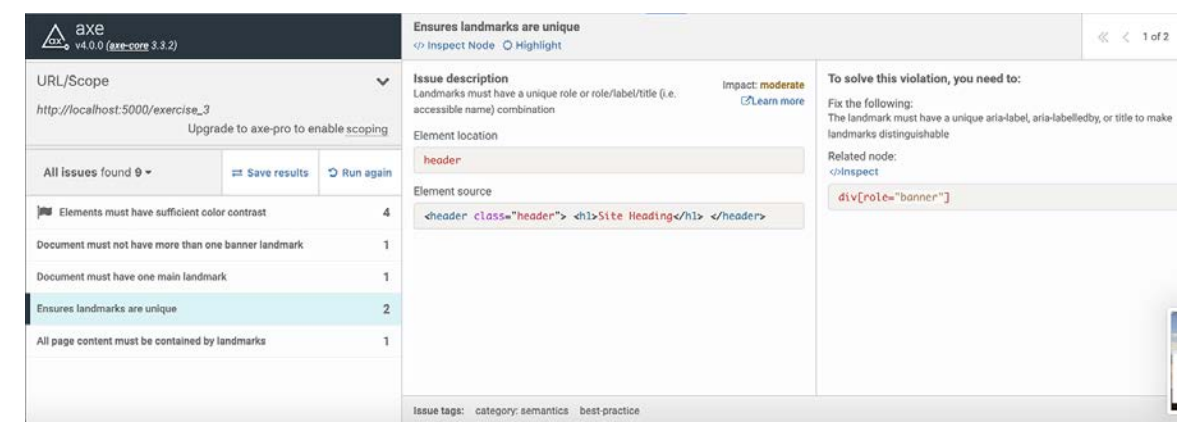 axe
v4.0.0 (axe-core 3.3.2)
URL/Scope
http://localhost:5000/exercise_3
Upgrade to axe-pro to enable scoping
All issues found 9
Save results
Run again
Elements must have sufficient color contrast 4
Document must not have more than one banner landmark 1
Document must have one main landmark 1
Ensures landmarks are unique 2
All page content must be contained by landmarks 1
Ensures landmarks are unique
</> Inspect Node Highlight
1 of 2
Issue description
Impact: moderate
Landmarks must have a unique role or role/label/title (i.e.
accessible name) combination
Learn more
Element location
header
Element source
<header class="header"> <h1>Site Heading</h1> </header>
To solve this violation, you need to:
Fix the following:
The landmark must have a unique aria-label, aria-labelledby, or title to make
landmarks distinguishable
Related node:
</>Inspect
div[role="banner"]
Issue tags: category: semantics best-practice